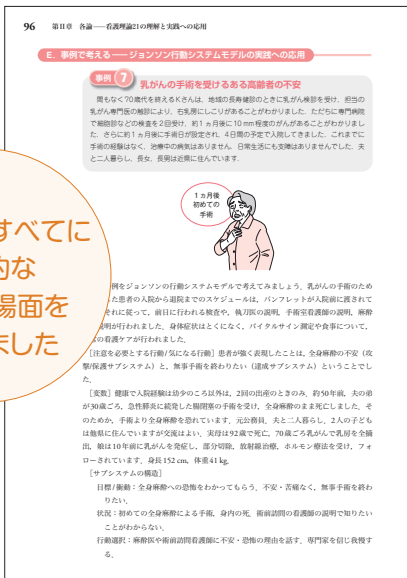 96 第Ⅱ章 各論――看護理論21の理解と実践への応用
E. 事例で考える――ジョンソン行動システムモデルの実践への応用
事例 7 乳がんの手術を受けるある高齢者の不安
間もなく70歳代を終えるKさんは，地域の長寿健診のときに乳がん検診を受け，担当の
乳がん専門医の触診により，右乳房にしこりがあることがわかりました．ただちに専門病院
で細胞診などの検査を2回受け，約1ヵ月後に10mm程度のがんがあることがわかりまし
た．さらに約1ヵ月後に手術日が設定され，4日間の予定で入院してきました．これまでに
手術の経験はなく，治療中の病気はありません．日常生活にも支障はありませんでした．夫
と二人暮らし，長女，長男は近県に住んでいます．
1ヵ月後
初めての
手術
すべてに
的な
場面を
ました
例をジョンソンの行動システムモデルで考えてみましょう．乳がんの手術のため
た患者の入院から退院までのスケジュールは，パンフレットが入院前に渡されて
それに従って，前日に行われる検査や，執刀医の説明，手術室看護師の説明，麻酔
説明が行われました．身体症状はとくになく，バイタルサイン測定や食事について，
の看護ケアが行われました．
［注意を必要とする行動/気になる行動］患者が強く表現したことは，全身麻酔の不安（攻
撃/保護サブシステム）と，無事手術を終わりたい（達成サブシステム）ということでし
た．
［変数］健康で入院経験は幼少のころ以外は，2回の出産のときのみ．約50年前，夫の弟
が30歳ごろ，急性膵炎に続発した腸閉塞の手術を受け，全身麻酔のまま死亡しました．そ
のためか，手術より全身麻酔を恐れています．元公務員．夫と二人暮らし，2人の子ども
は他県に住んでいますが交流はよい．実母は92歳で死亡，70歳ごろ乳がんで乳房を全摘
出，娘は10年前に乳がんを発症し，部分切除，放射線治療，ホルモン療法を受け，フォ
ローされています．身長152cm，体重41kg．
［サブシステムの構造］
目標/衝動：全身麻酔への恐怖をわかってもらう．不安・苦痛なく，無事手術を終わ
りたい．
状況：初めての全身麻酔による手術，身内の死，術前訪問の看護師の説明で知りたい
ことがわからない．
行動選択：麻酔医や術前訪問看護師に不安・恐怖の理由を話す．専門家を信じ我慢す
る．